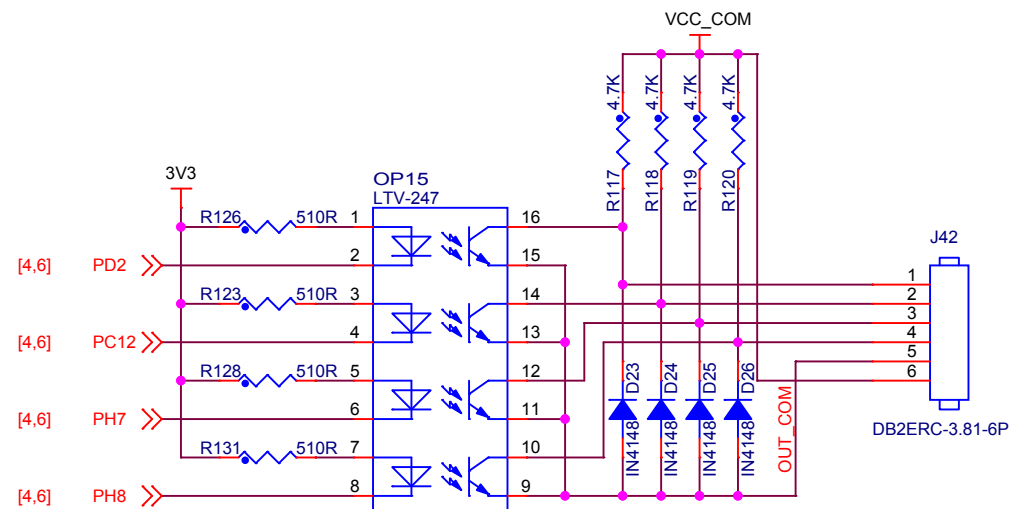 VCC_COM
4.7K 4.7K 4.7K 4.7K
R117 R118 R119 R120
3V3
OP15
LTV-247
R126 510R 1 16
[4,6] PD2 2 15
R123 510R 3 14
[4,6] PC12 4 13
R128 510R 5 12
[4,6] PH7 6 11
R131 510R 7 10
[4,6] PH8 8 9
D23 D24 D25 D26
IN4148 IN4148 IN4148 IN4148
OUT_COM
J42
1
2
3
4
5
6
DB2ERC-3.81-6P